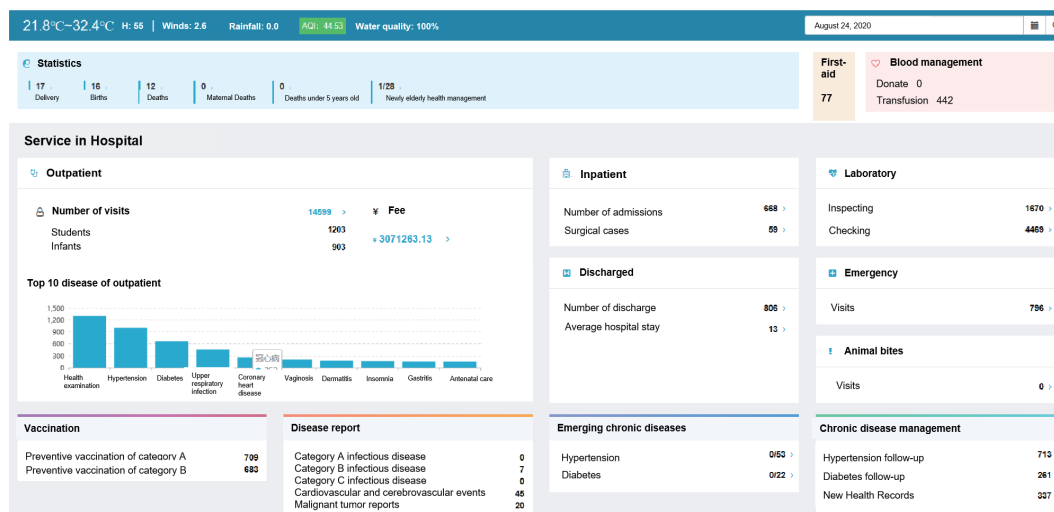 21.8°C~32.4°C H: 55 | Winds: 2.6 Rainfall: 0.0 AQI: 44.53 Water quality: 100%
August 24, 2020
Statistics
17 16 12 0 0 1/28
Delivery Births Deaths Maternal Deaths Deaths under 5 years old Newly elderly health management
First-aid
77
Blood management
Donate 0
Transfusion 442
Service in Hospital
Outpatient
Number of visits 14599 >
Students 1203
Infants 903
¥ Fee
¥ 3071263.13 >
Top 10 disease of outpatient
1,500
1,200
900
600
300
0
冠心病
Health examination
Hypertension
Diabetes
Upper respiratory infection
Coronary heart disease
Vaginosis
Dermatitis
Insomnia
Gastritis
Antenatal care
Inpatient
Number of admissions 668 >
Surgical cases 59 >
Discharged
Number of discharge 806 >
Average hospital stay 13 >
Laboratory
Inspecting 1670 >
Checking 4469 >
Emergency
Visits 796 >
Animal bites
Visits 0 >
Vaccination
Preventive vaccination of category A 709
Preventive vaccination of category B 683
Disease report
Category A infectious disease 0
Category B infectious disease 7
Category C infectious disease 0
Cardiovascular and cerebrovascular events 45
Malignant tumor reports 20
Emerging chronic diseases
Hypertension 0/53 >
Diabetes 0/22 >
Chronic disease management
Hypertension follow-up 713
Diabetes follow-up 261
New Health Records 337